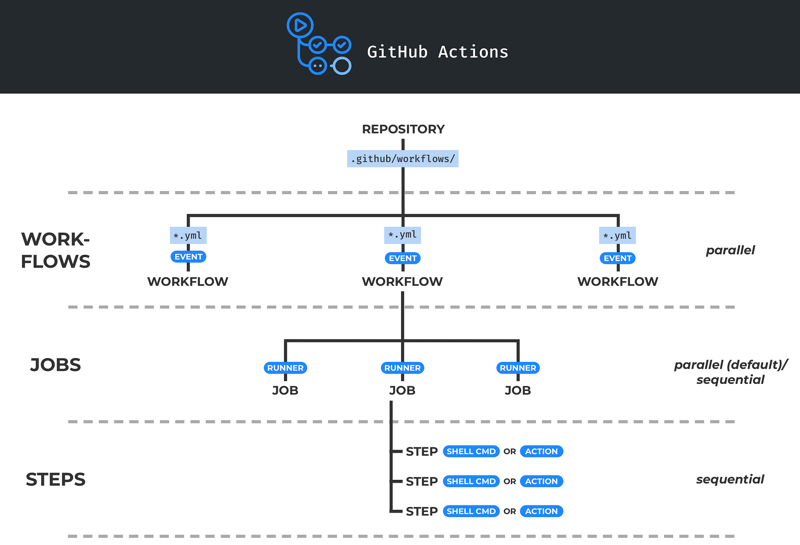 GitHub Actions
REPOSITORY
.github/workflows/
WORK-
FLOWS
*.yml *.yml *.yml
EVENT EVENT EVENT
WORKFLOW WORKFLOW WORKFLOW
parallel
JOBS
RUNNER RUNNER RUNNER
JOB JOB JOB
parallel (default)/
sequential
STEPS
STEP SHELL CMD OR ACTION
STEP SHELL CMD OR ACTION
STEP SHELL CMD OR ACTION
sequential